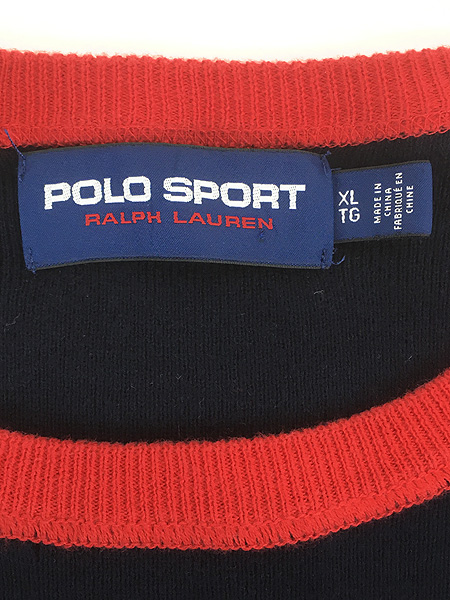 POLO SPORT
RALPH LAUREN
XL
TG
MADE IN
CHINA
FABRIQUÉ EN
CHINE